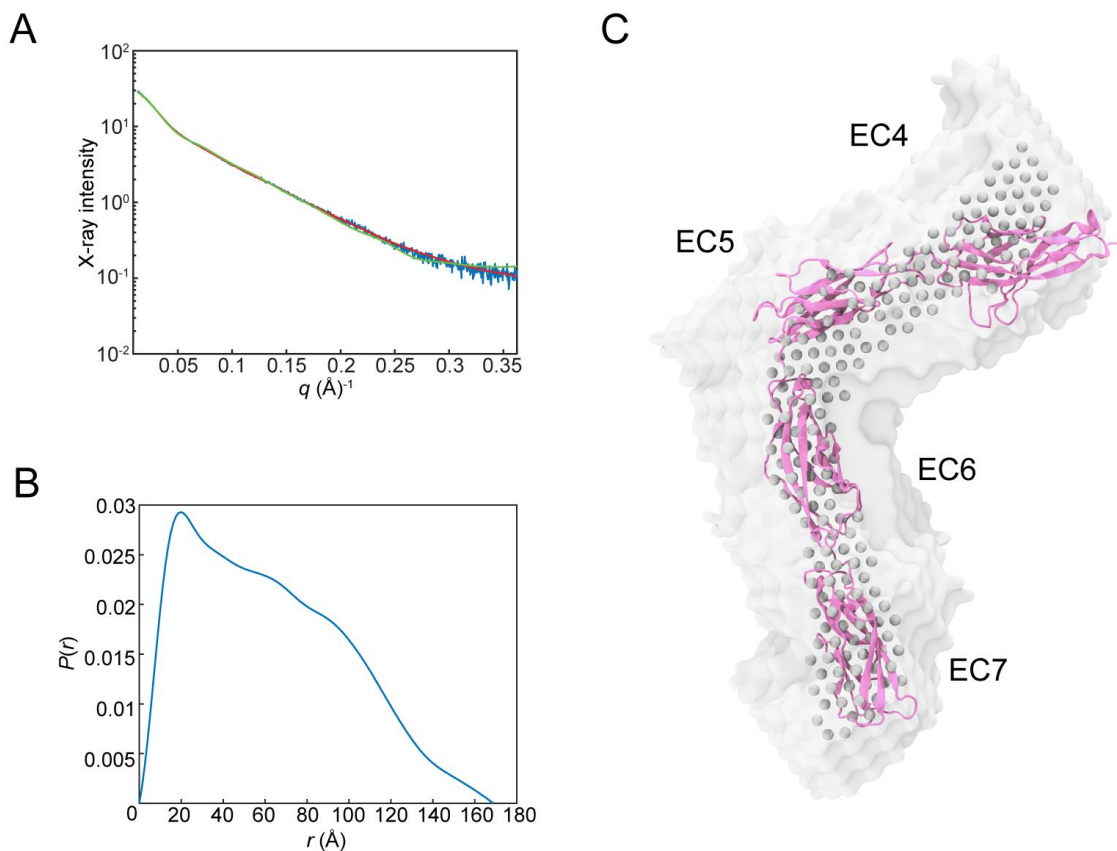 A
10²
10¹
10⁰
10⁻¹
10⁻²
X-ray intensity
0.05 0.1 0.15 0.2 0.25 0.3 0.35
q (Å)⁻¹
B
0.03
0.025
0.02
0.015
0.01
0.005
P(r)
0 20 40 60 80 100 120 140 160 180
r (Å)
C
EC4
EC5
EC6
EC7